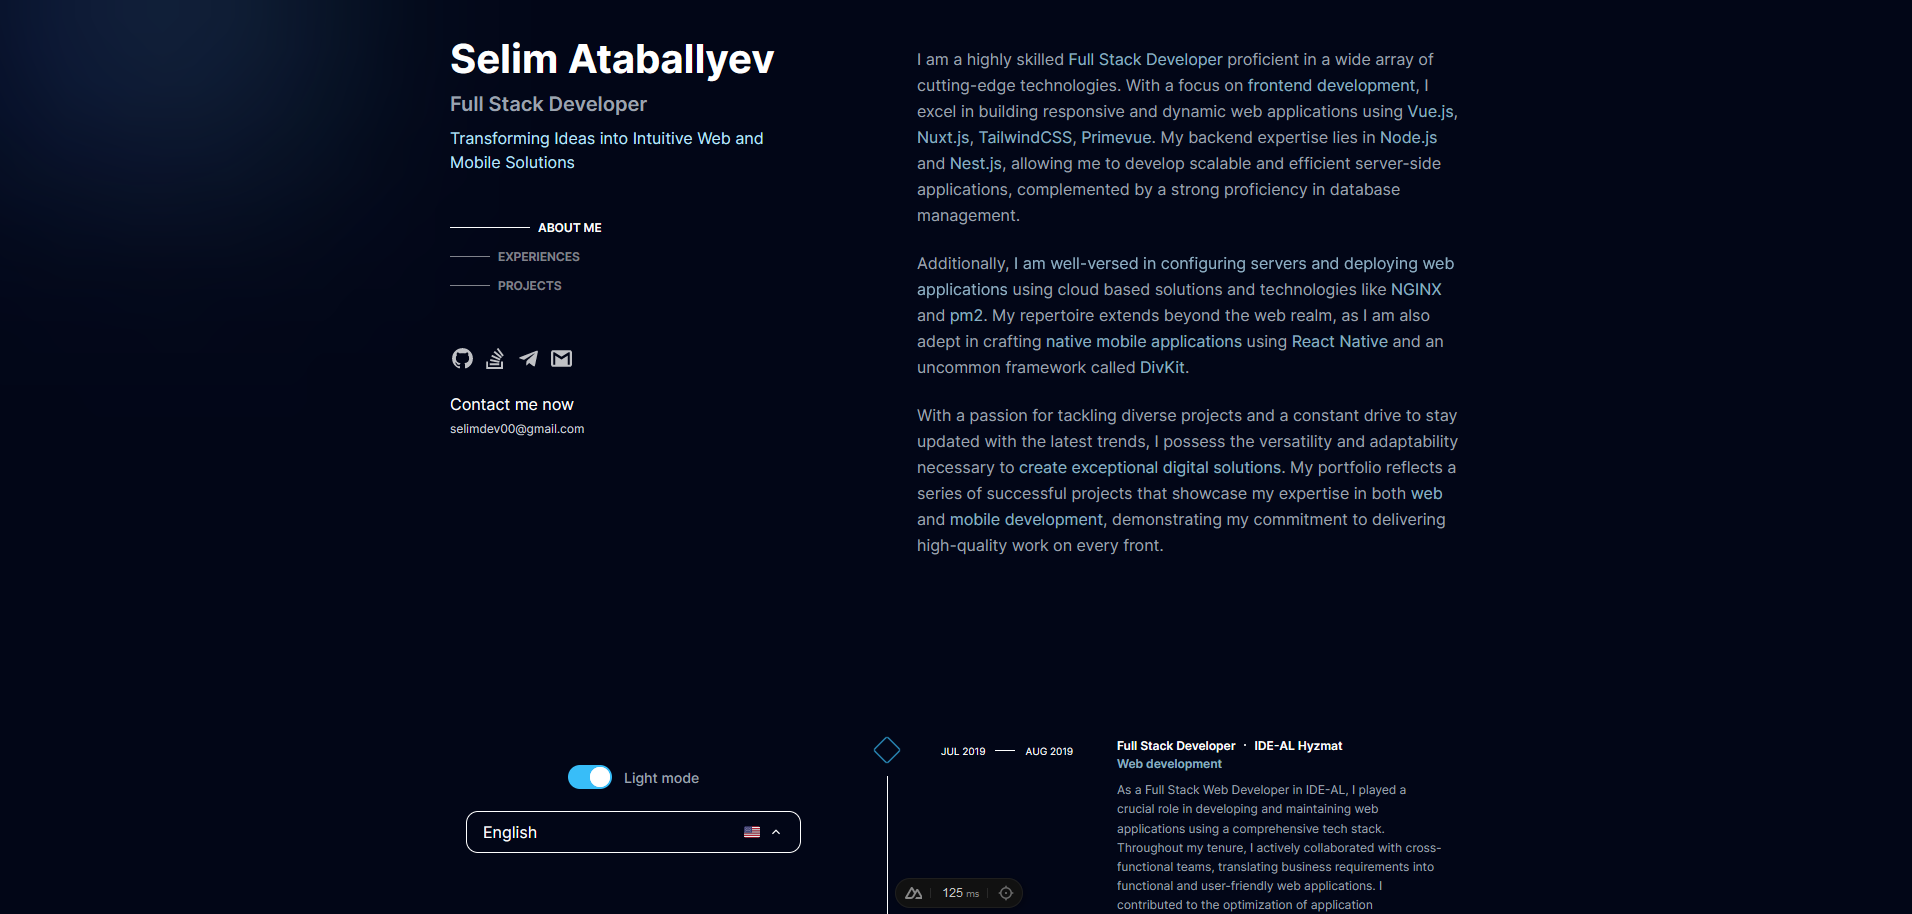 Selim Ataballyev
Full Stack Developer
Transforming Ideas into Intuitive Web and
Mobile Solutions
ABOUT ME
EXPERIENCES
PROJECTS
Contact me now
selimdev00@gmail.com
Light mode
English
I am a highly skilled Full Stack Developer proficient in a wide array of
cutting-edge technologies. With a focus on frontend development, I
excel in building responsive and dynamic web applications using Vue.js,
Nuxt.js, TailwindCSS, Primevue. My backend expertise lies in Node.js
and Nest.js, allowing me to develop scalable and efficient server-side
applications, complemented by a strong proficiency in database
management.
Additionally, I am well-versed in configuring servers and deploying web
applications using cloud based solutions and technologies like NGINX
and pm2. My repertoire extends beyond the web realm, as I am also
adept in crafting native mobile applications using React Native and an
uncommon framework called DivKit.
With a passion for tackling diverse projects and a constant drive to stay
updated with the latest trends, I possess the versatility and adaptability
necessary to create exceptional digital solutions. My portfolio reflects a
series of successful projects that showcase my expertise in both web
and mobile development, demonstrating my commitment to delivering
high-quality work on every front.
JUL 2019 — AUG 2019
Full Stack Developer · IDE-AL Hyzmat
Web development
As a Full Stack Web Developer in IDE-AL, I played a
crucial role in developing and maintaining web
applications using a comprehensive tech stack.
Throughout my tenure, I actively collaborated with cross-
functional teams, translating business requirements into
functional and user-friendly web applications. I
contributed to the optimization of application
125 ms